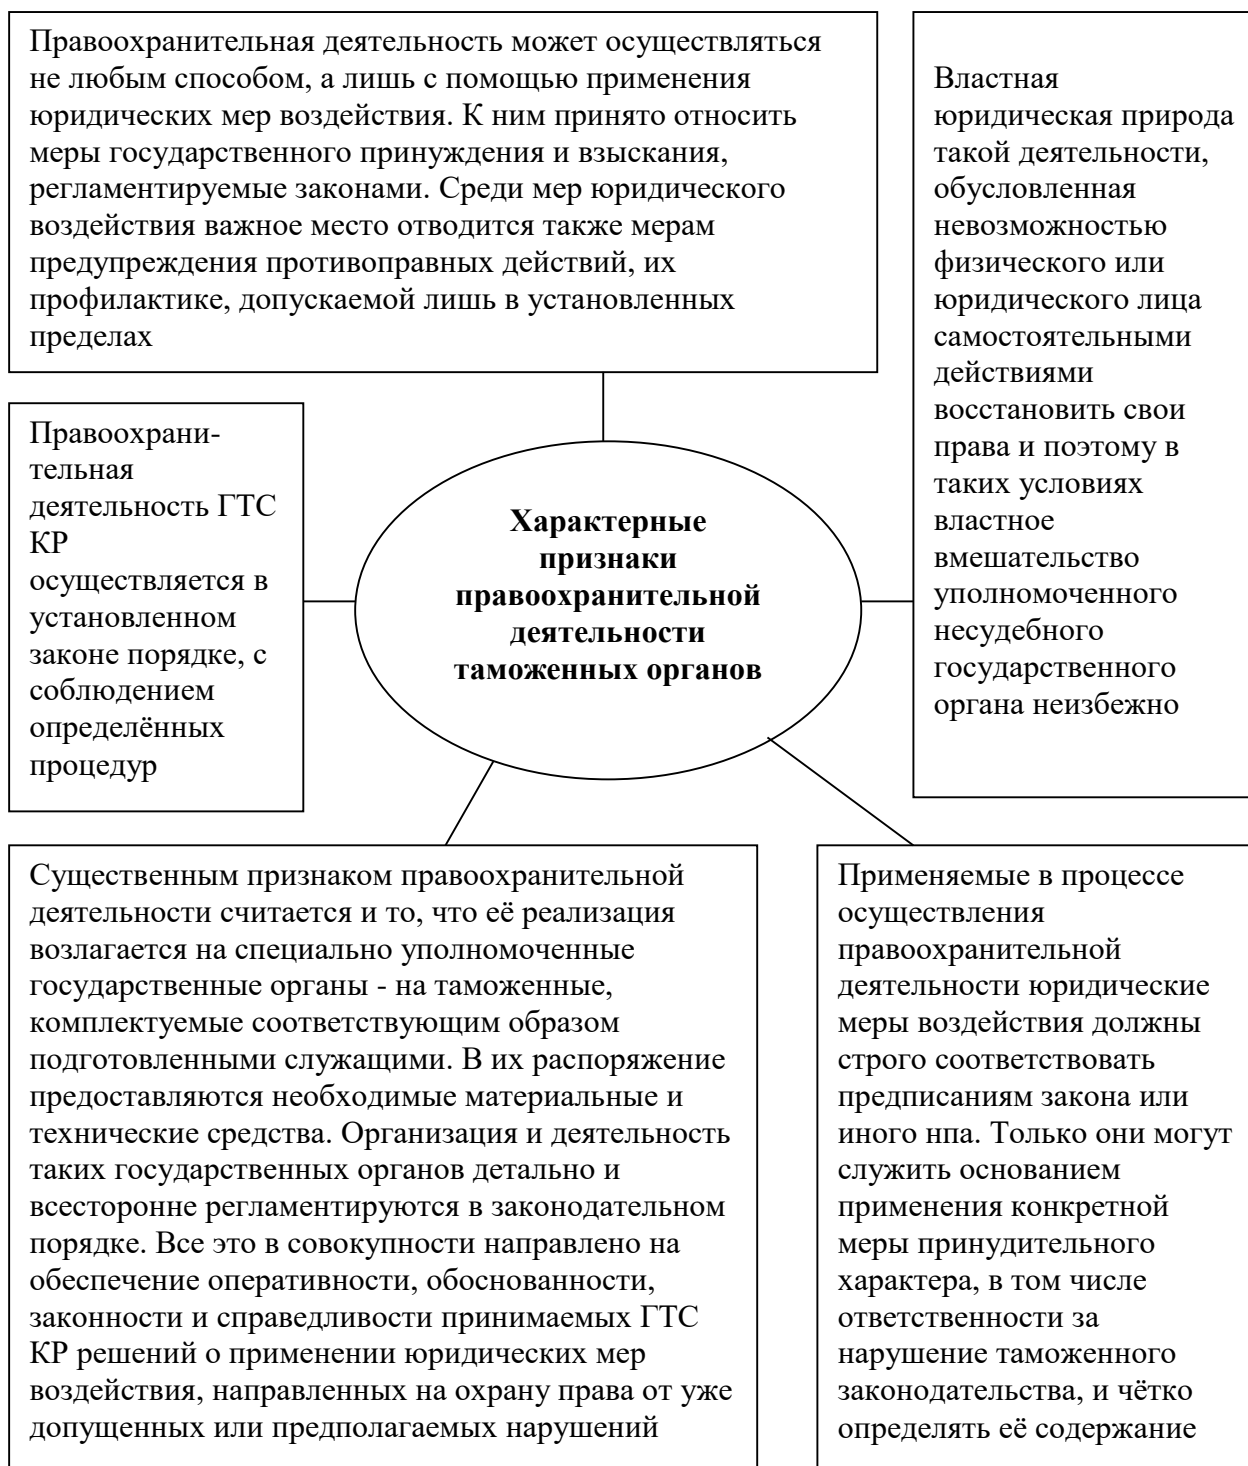 Правоохранительная деятельность может осуществляться
не любым способом, а лишь с помощью применения
юридических мер воздействия. К ним принято относить
меры государственного принуждения и взыскания,
регламентируемые законами. Среди мер юридического
воздействия важное место отводится также мерам
предупреждения противоправных действий, их
профилактике, допускаемой лишь в установленных
пределах
Властная
юридическая природа
такой деятельности,
обусловленная
невозможностью
физического или
юридического лица
самостоятельными
действиями
восстановить свои
права и поэтому в
таких условиях
властное
вмешательство
уполномоченного
несудебного
государственного
органа неизбежно
Правоохрани-
тельная
деятельность ГТС
КР
осуществляется в
установленном
законе порядке, с
соблюдением
определённых
процедур
Характерные
признаки
правоохранительной
деятельности
таможенных органов
Существенным признаком правоохранительной
деятельности считается и то, что её реализация
возлагается на специально уполномоченные
государственные органы - на таможенные,
комплектуемые соответствующим образом
подготовленными служащими. В их распоряжение
предоставляются необходимые материальные и
технические средства. Организация и деятельность
таких государственных органов детально и
всесторонне регламентируются в законодательном
порядке. Все это в совокупности направлено на
обеспечение оперативности, обоснованности,
законности и справедливости принимаемых ГТС
КР решений о применении юридических мер
воздействия, направленных на охрану права от уже
допущенных или предполагаемых нарушений
Применяемые в процессе
осуществления
правоохранительной
деятельности юридические
меры воздействия должны
строго соответствовать
предписаниям закона или
иного нпа. Только они могут
служить основанием
применения конкретной
меры принудительного
характера, в том числе
ответственности за
нарушение таможенного
законодательства, и чётко
определять её содержание